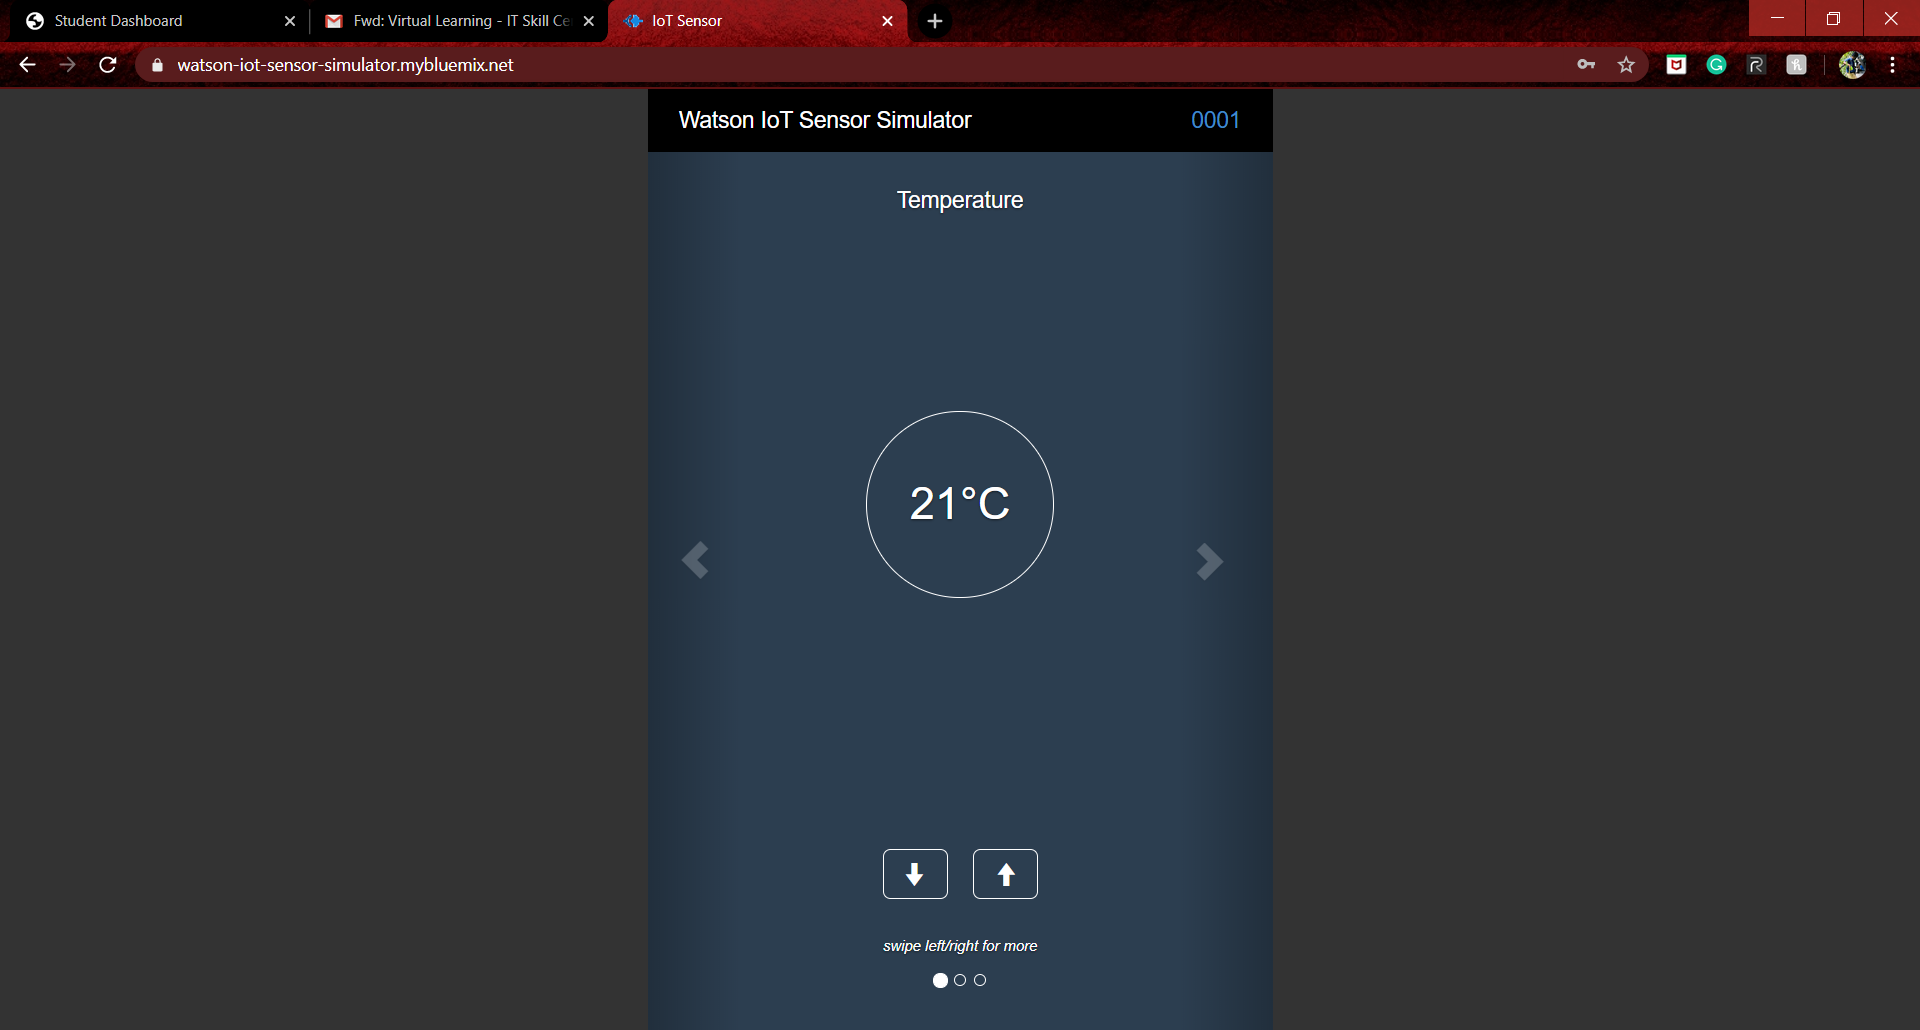 Student Dashboard
Fwd: Virtual Learning - IT Skill Ce
IoT Sensor
watson-iot-sensor-simulator.mybluemix.net
Watson IoT Sensor Simulator 0001
Temperature
21°C
swipe left/right for more